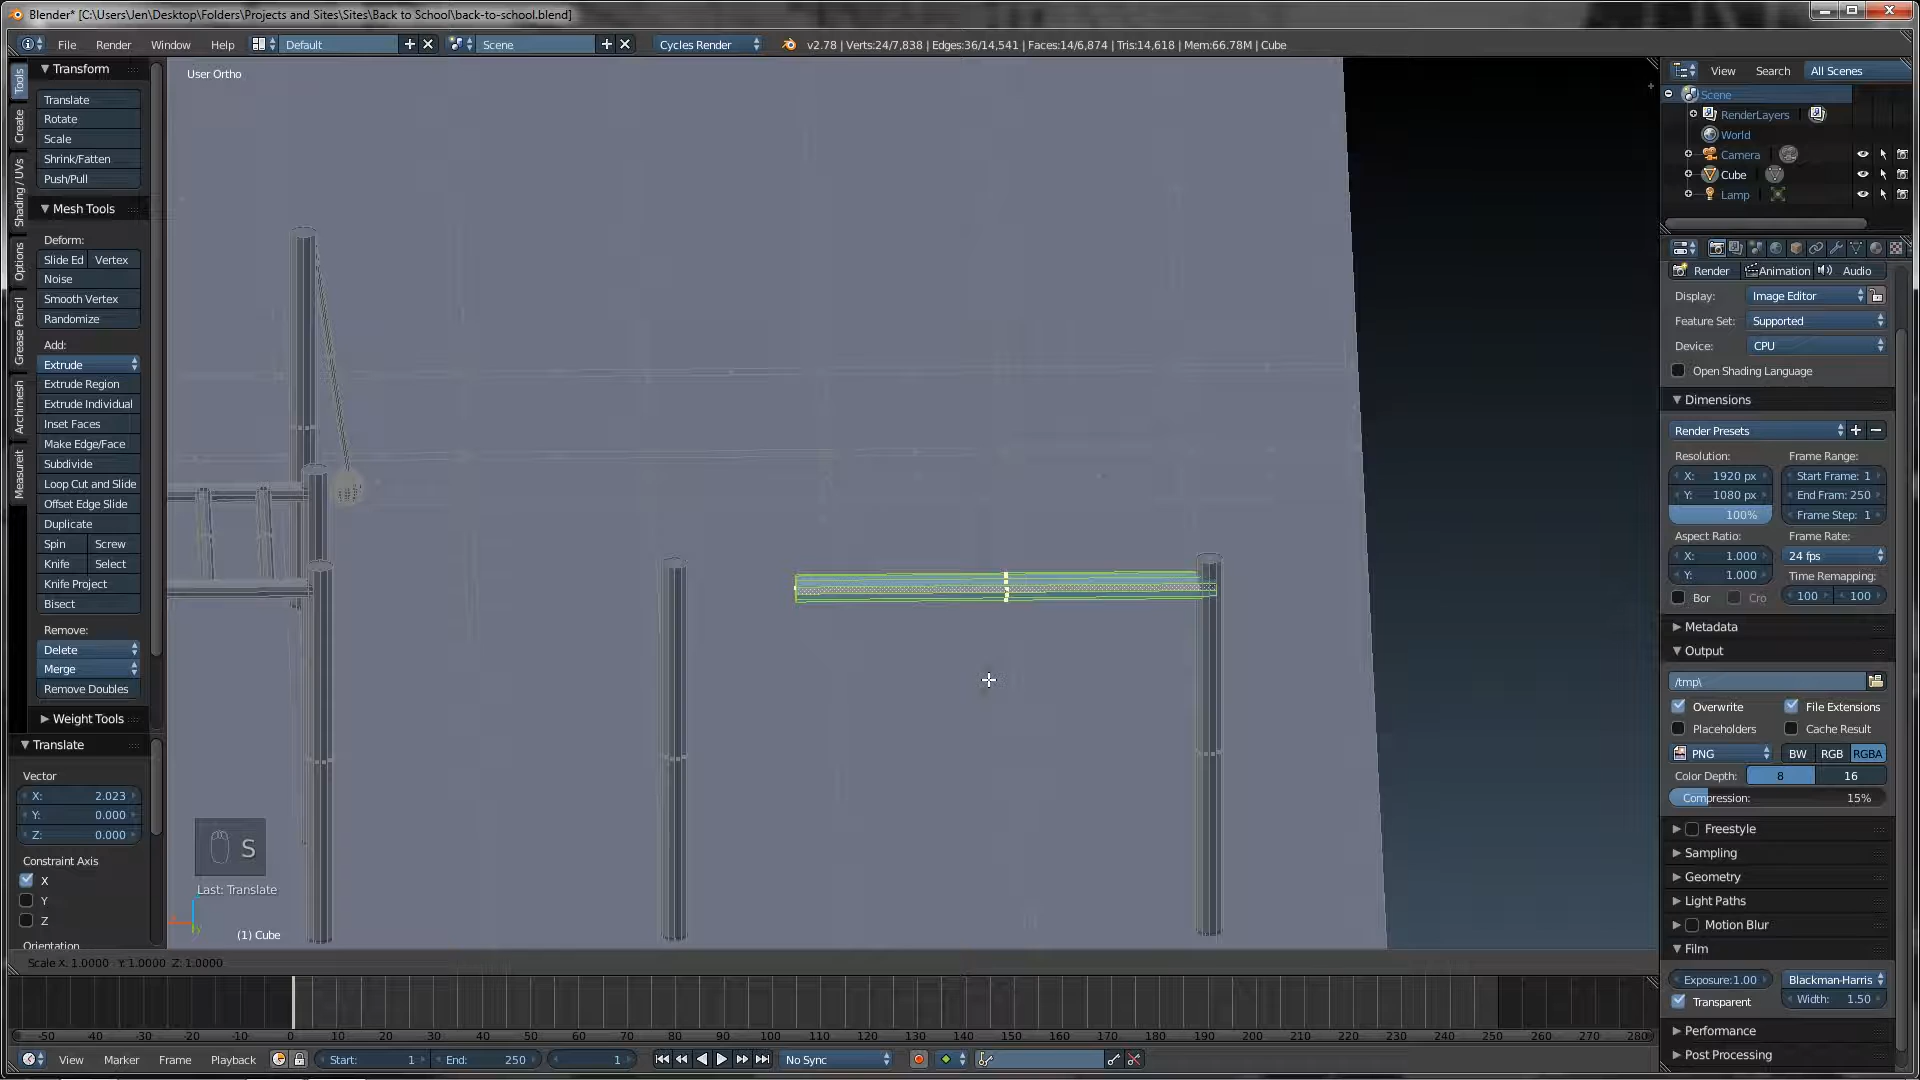 Blender* [C:\Users\Jen\Desktop\Folders\Projects and Sites\Sites\Back to School\back-to-school.blend]
File Render Window Help Default Scene Cycles Render v2.78 | Verts:24/7,838 | Edges:36/14,541 | Faces:14/6,874 | Tris:14,618 | Mem:66.78M | Cube
Tools
Create
Shading / UVs
Options
Grease Pencil
Archimesh
Measureit
Transform
Translate
Rotate
Scale
Shrink/Fatten
Push/Pull
Mesh Tools
Deform:
Slide Ed Vertex
Noise
Smooth Vertex
Randomize
Add:
Extrude
Extrude Region
Extrude Individual
Inset Faces
Make Edge/Face
Subdivide
Loop Cut and Slide
Offset Edge Slide
Duplicate
Spin Screw
Knife Select
Knife Project
Bisect
Remove:
Delete
Merge
Remove Doubles
Weight Tools
Translate
Vector
X: 2.023
Y: 0.000
Z: 0.000
Constraint Axis
X
Y
Z
Orientation
User Ortho
S
Last: Translate
(1) Cube
Scale X: 1.0000 Y: 1.0000 Z: 1.0000
View Search All Scenes
Scene
RenderLayers
World
Camera
Cube
Lamp
Render Animation Audio
Display: Image Editor
Feature Set: Supported
Device: CPU
Open Shading Language
Dimensions
Render Presets
Resolution: Frame Range:
X: 1920 px Start Frame: 1
Y: 1080 px End Fram: 250
100% Frame Step: 1
Aspect Ratio: Frame Rate:
X: 1.000 24 fps
Y: 1.000 Time Remapping:
Bor Cro 100 100
Metadata
Output
/tmp\
Overwrite File Extensions
Placeholders Cache Result
PNG BW RGB RGBA
Color Depth: 8 16
Compression: 15%
Freestyle
Sampling
Geometry
Light Paths
Motion Blur
Film
Exposure:1.00 Blackman-Harris
Transparent Width: 1.50
Performance
Post Processing
-50 -40 -30 -20 -10 0 10 20 30 40 50 60 70 80 90 100 110 120 130 140 150 160 170 180 190 200 210 220 230 240 250 260 270 280
View Marker Frame Playback Start: 1 End: 250 1 No Sync